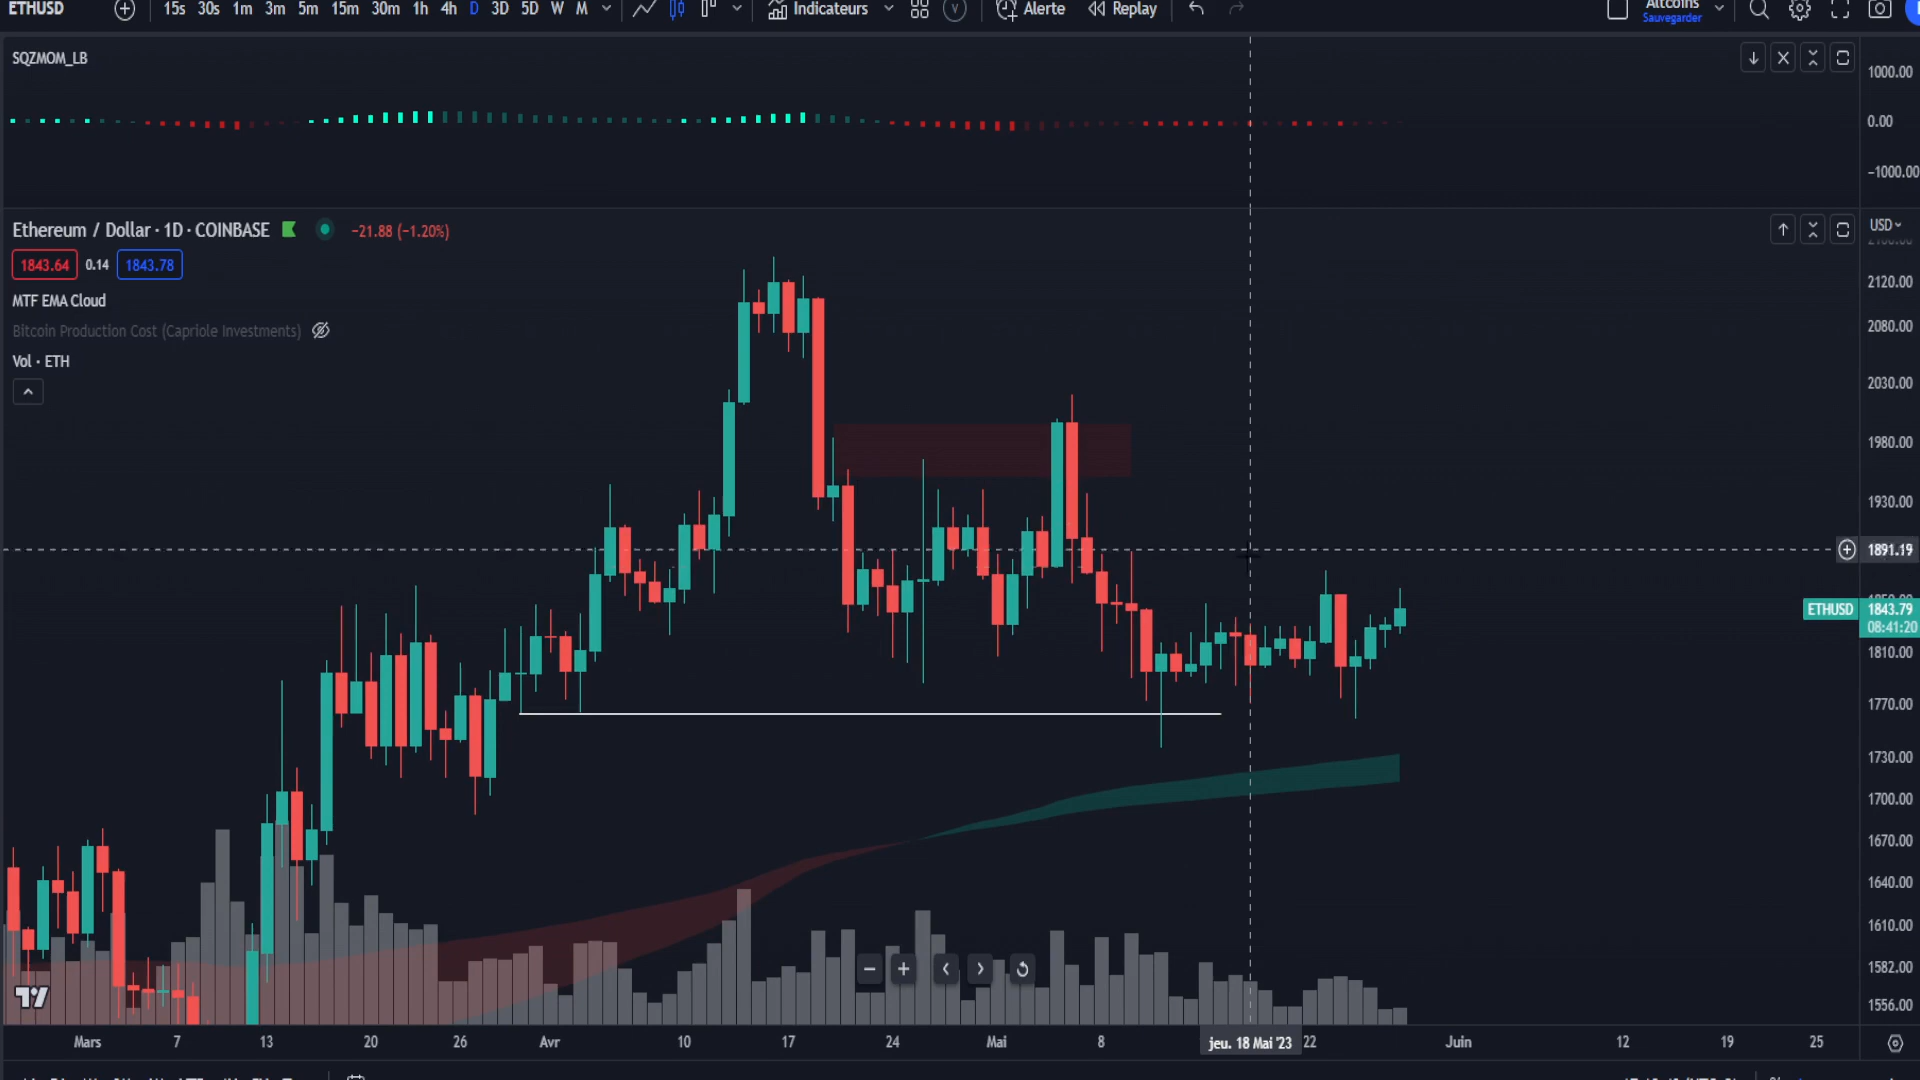 ETHUSD 15s 30s 1m 3m 5m 15m 30m 1h 4h D 3D 5D W M Indicateurs V Alerte Replay Altcoins
Sauvegarder
SQZMOM_LB
1000.00
0.00
−1000.00
Ethereum / Dollar · 1D · COINBASE −21.88 (−1.20%) USD
1843.64 0.14 1843.78
MTF EMA Cloud
Bitcoin Production Cost (Capriole Investments)
Vol · ETH
2120.00
2080.00
2030.00
1980.00
1930.00
1891.19
ETHUSD 1843.79
08:41:20
1810.00
1770.00
1730.00
1700.00
1670.00
1640.00
1610.00
1582.00
1556.00
Mars 7 13 20 26 Avr 10 17 24 Mai 8 jeu. 18 Mai '23 22 Juin 12 19 25